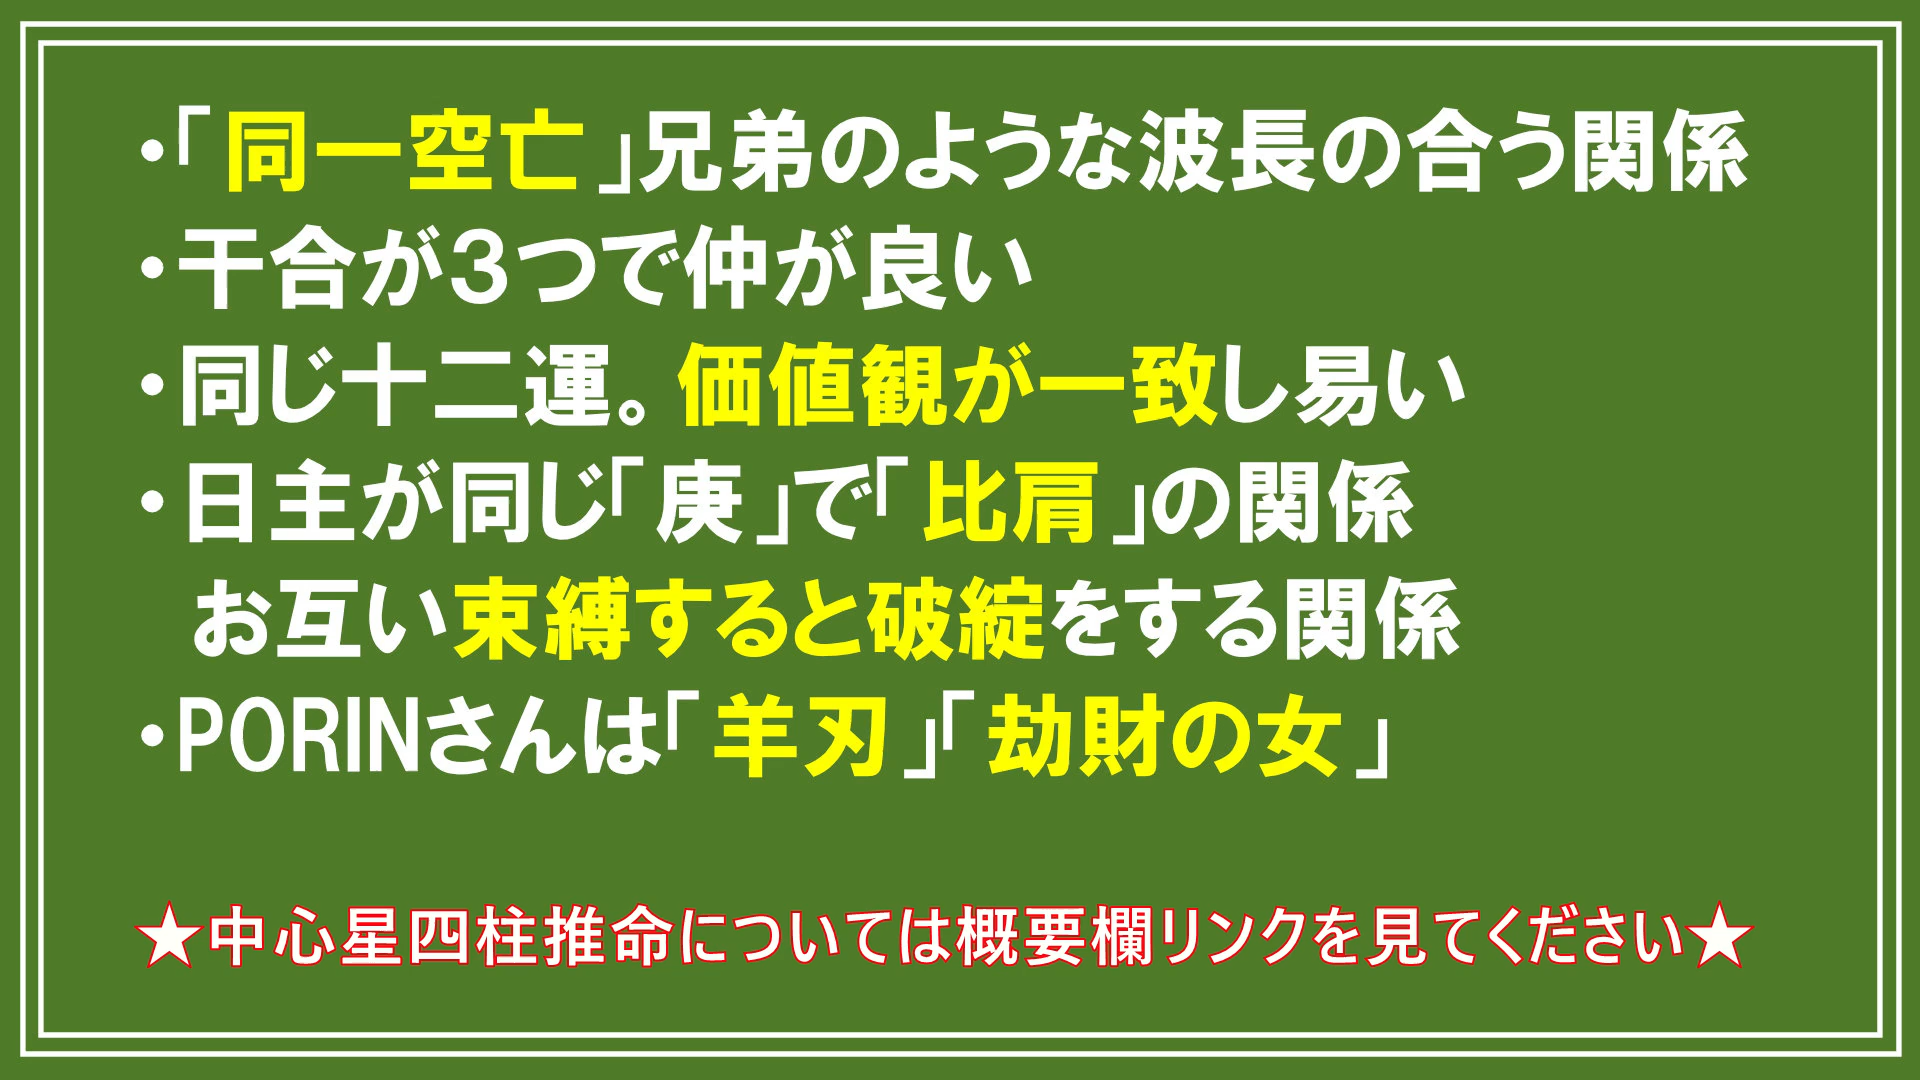 ・「同一空亡」兄弟のような波長の合う関係
・干合が３つで仲が良い
・同じ十二運。価値観が一致し易い
・日主が同じ「庚」で「比肩」の関係
お互い束縛すると破綻をする関係
・PORINさんは「羊刃」「劫財の女」
★中心星四柱推命については概要欄リンクを見てください★